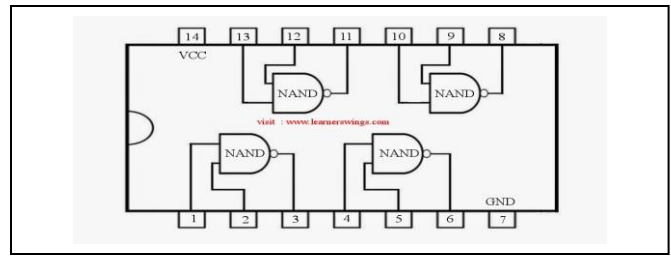 14 13 12 11 10 9 8
VCC
NAND NAND
visit : www.learnerswings.com
NAND NAND
GND
1 2 3 4 5 6 7